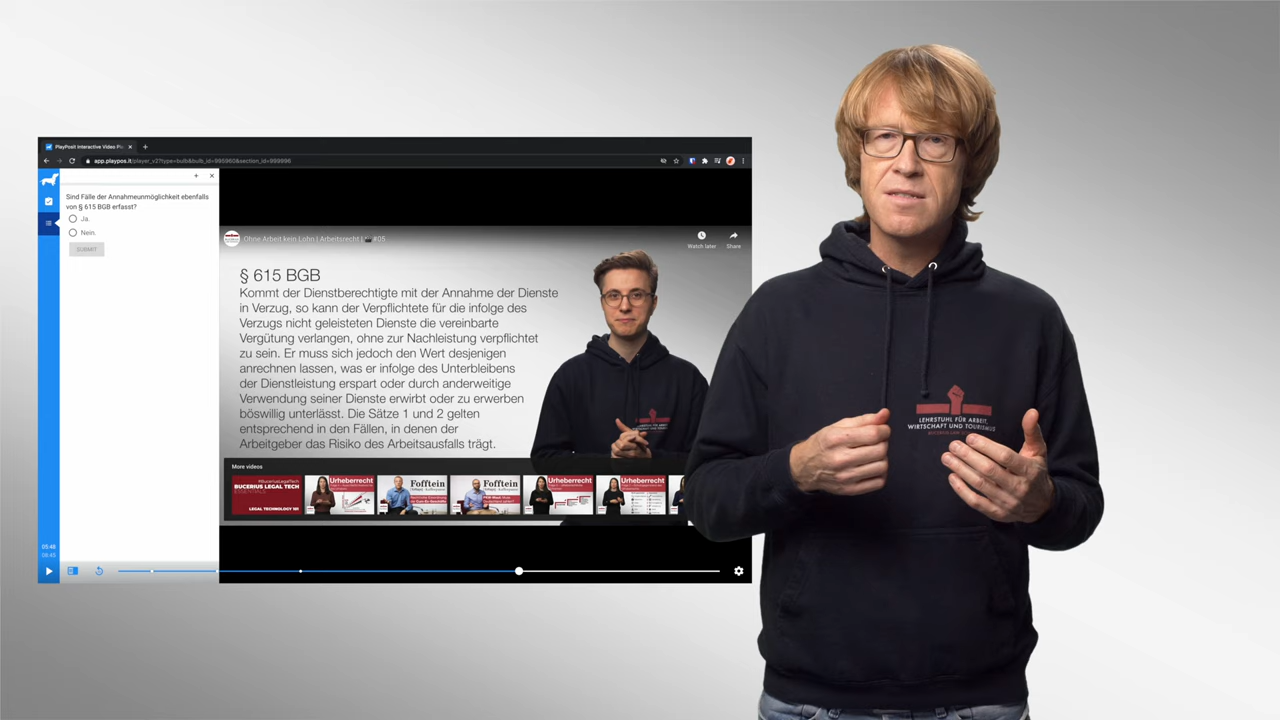 PlayPosit Interactive Video Pl
app.playpos.it/player_v2?type=bulb&bulb_id=995960&section_id=999996
Sind Fälle der Annahmeunmöglichkeit ebenfalls
von § 615 BGB erfasst?
Ja.
Nein.
SUBMIT
Ohne Arbeit kein Lohn | Arbeitsrecht | #05
Watch later
Share
§ 615 BGB
Kommt der Dienstberechtigte mit der Annahme der Dienste
in Verzug, so kann der Verpflichtete für die infolge des
Verzugs nicht geleisteten Dienste die vereinbarte
Vergütung verlangen, ohne zur Nachleistung verpflichtet
zu sein. Er muss sich jedoch den Wert desjenigen
anrechnen lassen, was er infolge des Unterbleibens
der Dienstleistung erspart oder durch anderweitige
Verwendung seiner Dienste erwirbt oder zu erwerben
böswillig unterlässt. Die Sätze 1 und 2 gelten
entsprechend in den Fällen, in denen der
Arbeitgeber das Risiko des Arbeitsausfalls trägt.
More videos
#BuceriusLegalTech
BUCERIUS LEGAL TECH
ESSENTIALS
LEGAL TECHNOLOGY 101
Urheberrecht
Fofftein
Fofftein
Urheberrecht
Urheberrecht
05:48
08:45
LEHRSTUHL FÜR ARBEIT,
WIRTSCHAFT UND TOURISMUS